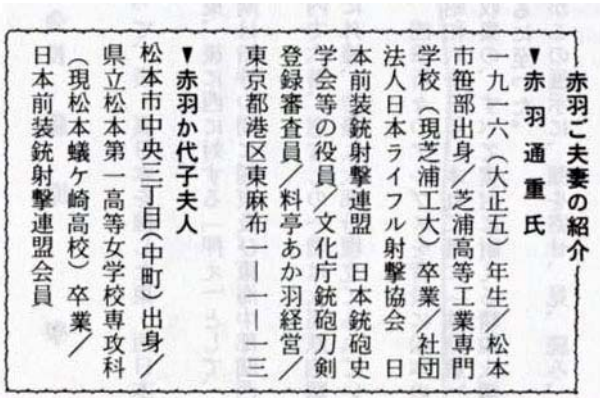 赤羽ご夫妻の紹介
▼赤羽通重氏
一九一六（大正五）年生／松本
市笹部出身／芝浦高等工業専門
学校（現芝浦工大）卒業／社団
法人日本ライフル射撃協会　日
本前装銃射撃連盟　日本銃砲史
学会等の役員／文化庁銃砲刀剣
登録審査員／料亭あか羽経営／
東京都港区東麻布一―一―一三
▼赤羽か代子夫人
松本市中央三丁目（中町）出身／
県立松本第一高等女学校専攻科
（現松本蟻ヶ崎高校）卒業／
日本前装銃射撃連盟会員